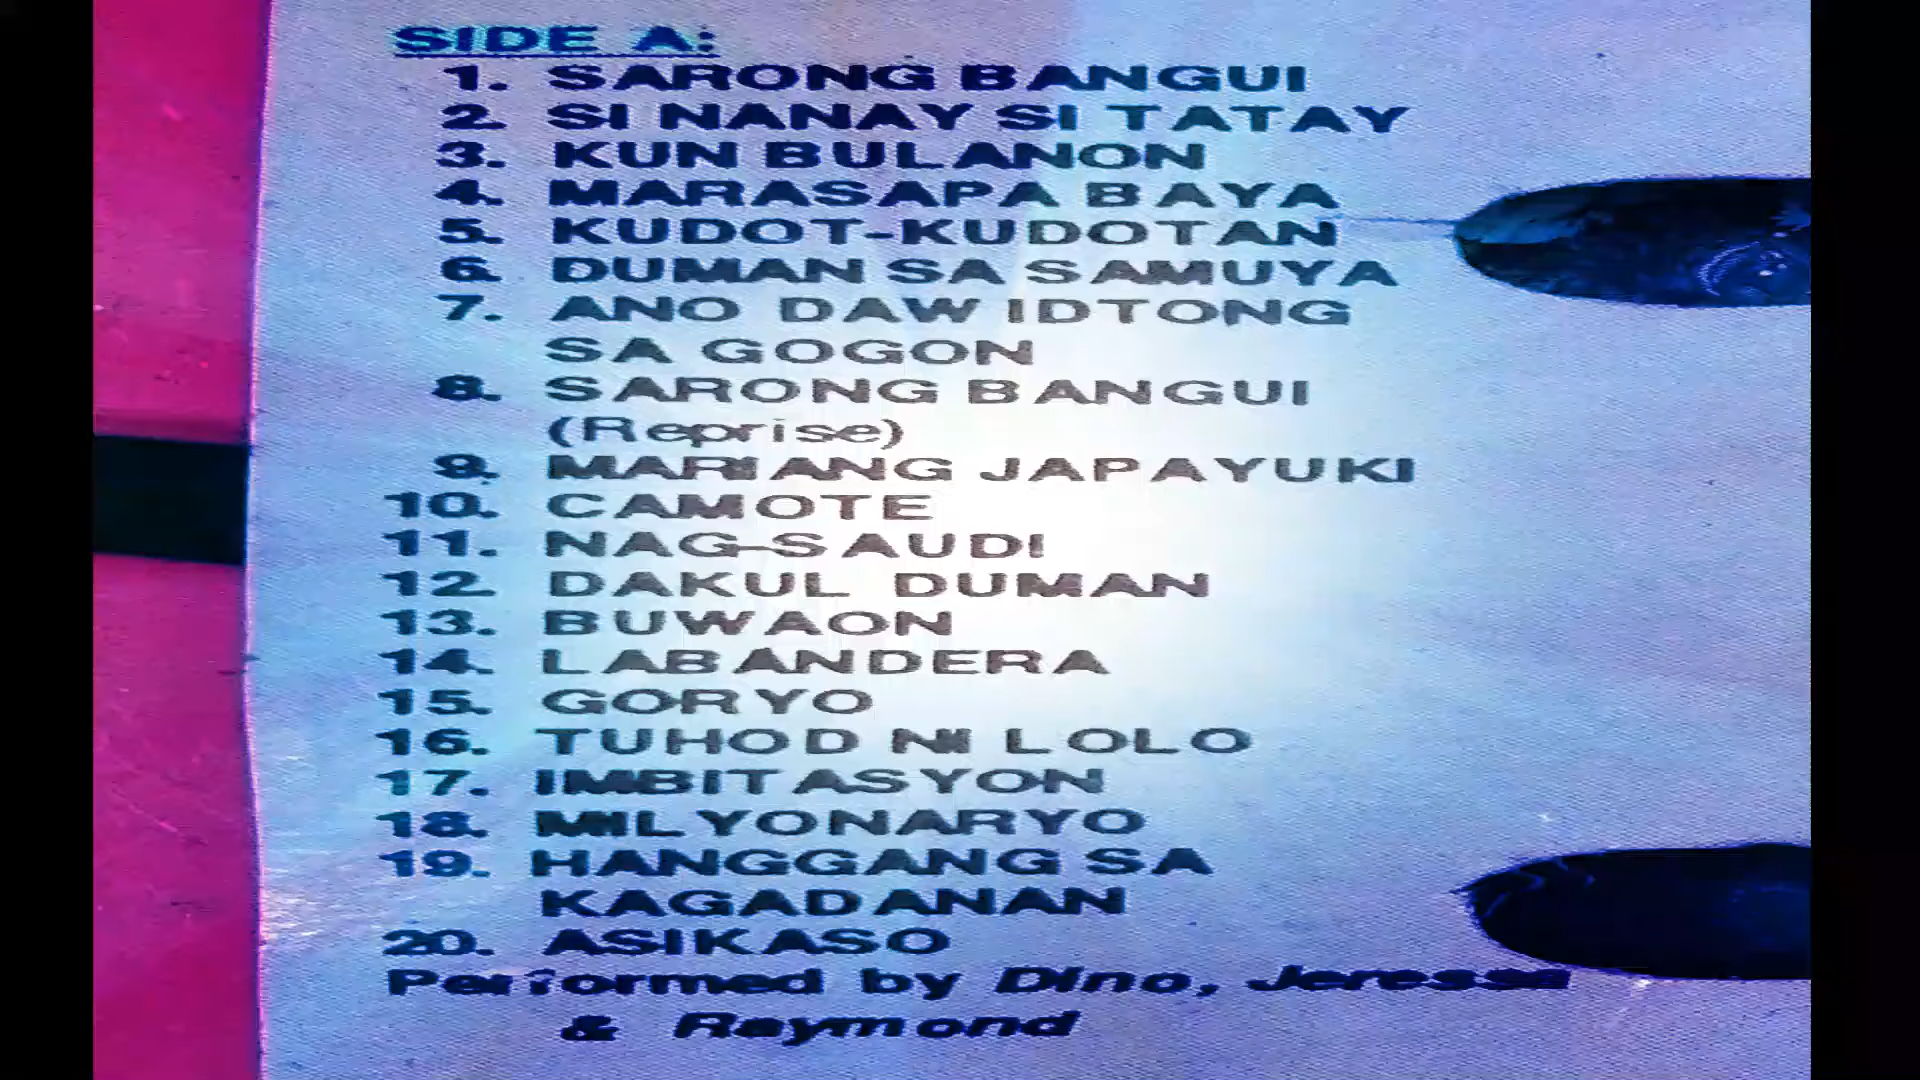 SIDE A:
1. SARONG BANGUI
2. SI NANAY SI TATAY
3. KUN BULANON
4. MARASAPA BAYA
5. KUDOT-KUDOTAN
6. DUMAN SA SAMUYA
7. ANO DAW IDTONG
SA GOGON
8. SARONG BANGUI
(Reprise)
9. MARIANG JAPAYUKI
10. CAMOTE
11. NAG-SAUDI
12. DAKUL DUMAN
13. BUWAON
14. LABANDERA
15. GORYO
16. TUHOD NI LOLO
17. IMBITASYON
18. MILYONARYO
19. HANGGANG SA
KAGADANAN
20. ASIKASO
Performed by Dino, Jeressa
& Raymond